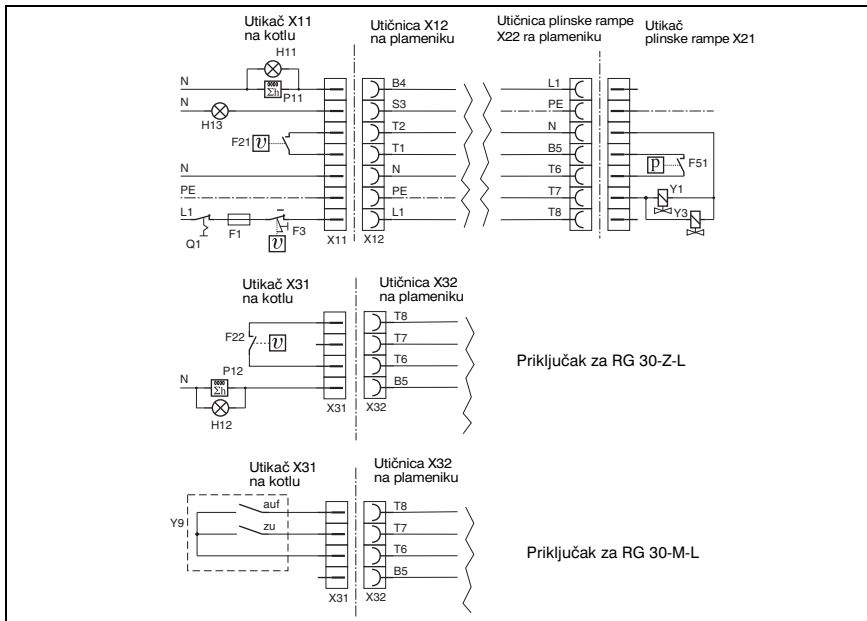 Utikač X11
na kotlu
Utičnica X12
na plameniku
Utičnica plinske rampe
X22 ra plameniku
Utikač
plinske rampe X21
H11
N
0000
Σh
P11
B4
L1
N
H13
S3
PE
F21
υ
T2
N
T1
B5
P
F51
N
N
T6
PE
PE
T7
Y1
L1
L1
T8
Y3
Q1
F1
F3
υ
X11
X12
Utikač X31
na kotlu
Utičnica X32
na plameniku
T8
F22
υ
T7
T6
Priključak za RG 30-Z-L
P12
N
0000
Σh
B5
H12
X31
X32
Utikač X31
na kotlu
Utičnica X32
na plameniku
auf
T8
Y9
zu
T7
T6
Priključak za RG 30-M-L
B5
X31
X32